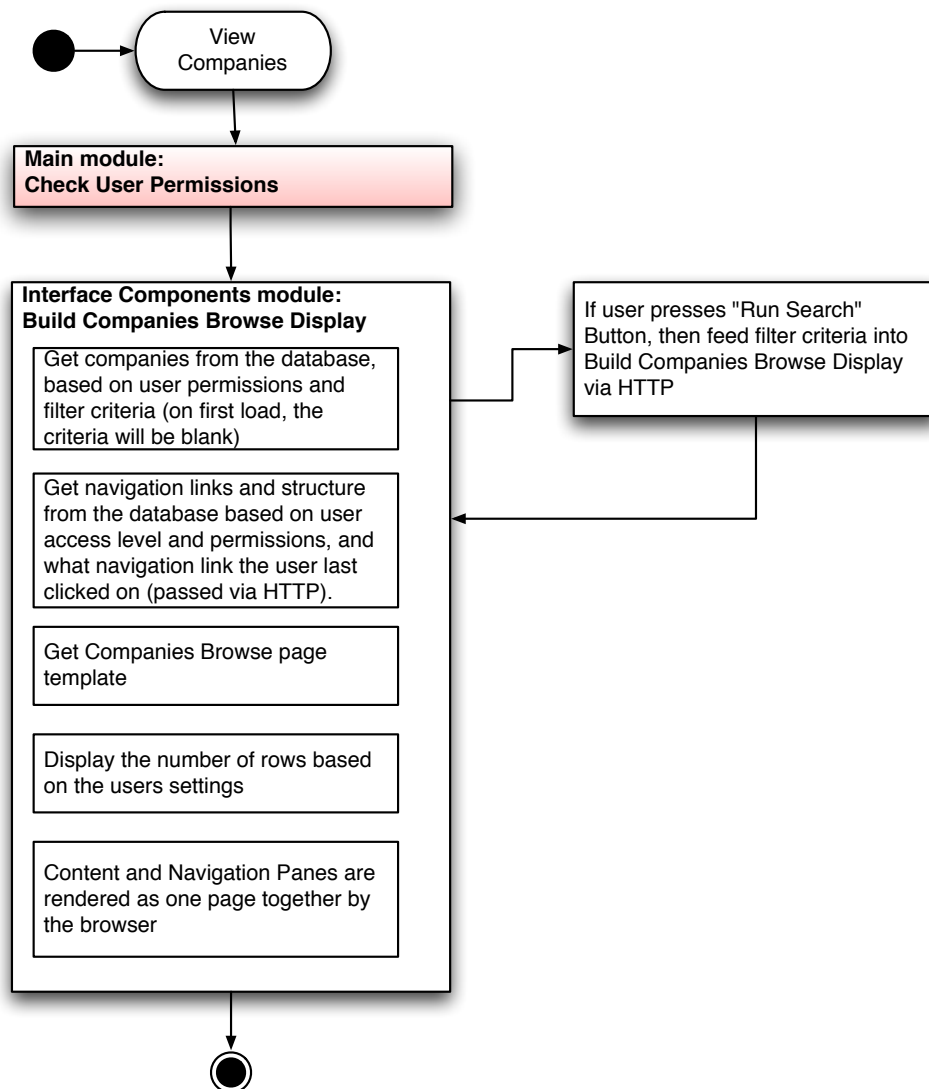 View
Companies
Main module:
Check User Permissions
Interface Components module:
Build Companies Browse Display
Get companies from the database,
based on user permissions and
filter criteria (on first load, the
criteria will be blank)
Get navigation links and structure
from the database based on user
access level and permissions, and
what navigation link the user last
clicked on (passed via HTTP).
Get Companies Browse page
template
Display the number of rows based
on the users settings
Content and Navigation Panes are
rendered as one page together by
the browser
If user presses "Run Search"
Button, then feed filter criteria into
Build Companies Browse Display
via HTTP